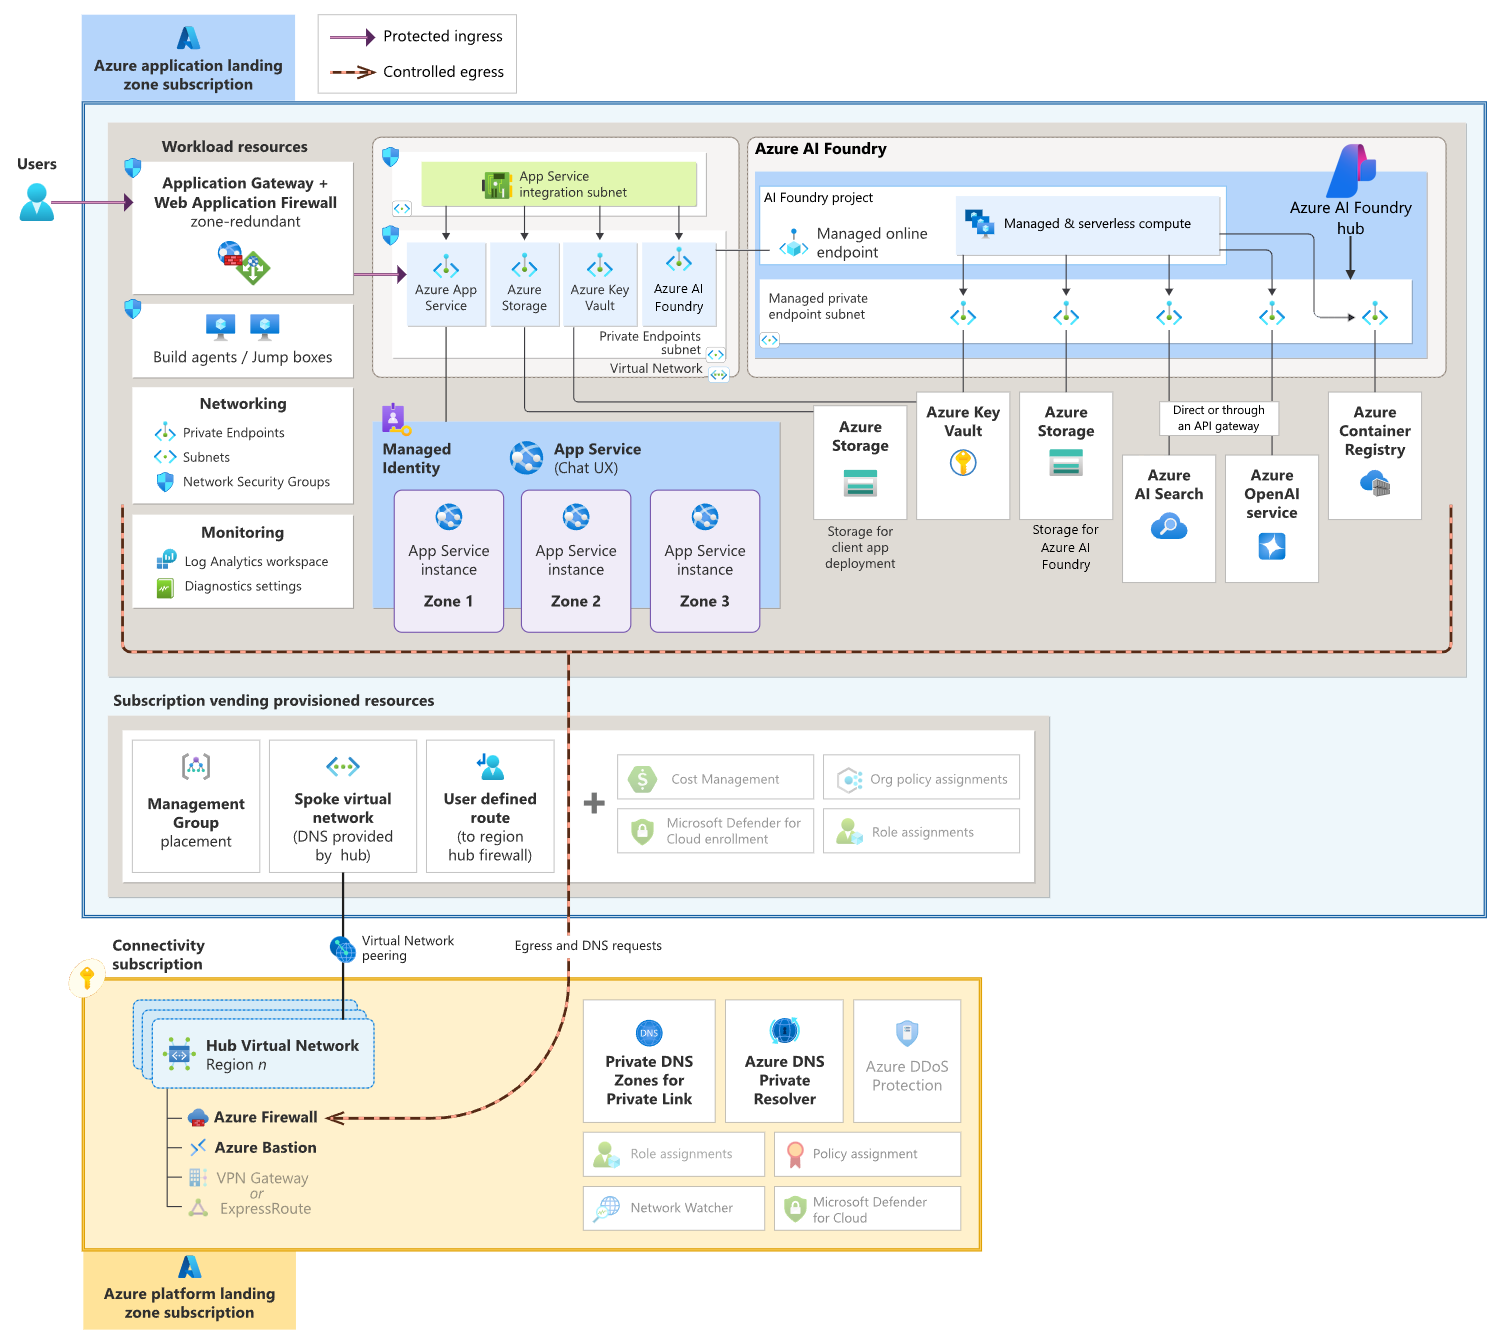 Azure application landing
zone subscription
Protected ingress
Controlled egress
Users
Workload resources
Application Gateway +
Web Application Firewall
zone-redundant
Build agents / Jump boxes
Networking
Private Endpoints
Subnets
Network Security Groups
Monitoring
Log Analytics workspace
Diagnostics settings
App Service
integration subnet
Azure App
Service
Azure
Storage
Azure Key
Vault
Azure AI
Foundry
Private Endpoints
subnet
Virtual Network
Azure AI Foundry
AI Foundry project
Managed online
endpoint
Managed & serverless compute
Azure AI Foundry
hub
Managed private
endpoint subnet
Managed
Identity
App Service
(Chat UX)
App Service
instance
Zone 1
App Service
instance
Zone 2
App Service
instance
Zone 3
Azure
Storage
Storage for
client app
deployment
Azure Key
Vault
Azure
Storage
Storage for
Azure AI
Foundry
Direct or through
an API gateway
Azure
AI Search
Azure
OpenAI
service
Azure
Container
Registry
Subscription vending provisioned resources
Management
Group
placement
Spoke virtual
network
(DNS provided
by hub)
User defined
route
(to region
hub firewall)
+
Cost Management
Org policy assignments
Microsoft Defender for
Cloud enrollment
Role assignments
Connectivity
subscription
Virtual Network
peering
Egress and DNS requests
Hub Virtual Network
Region n
Azure Firewall
Azure Bastion
VPN Gateway
or
ExpressRoute
DNS
Private DNS
Zones for
Private Link
Azure DNS
Private
Resolver
Azure DDoS
Protection
Role assignments
Policy assignment
Network Watcher
Microsoft Defender
for Cloud
Azure platform landing
zone subscription